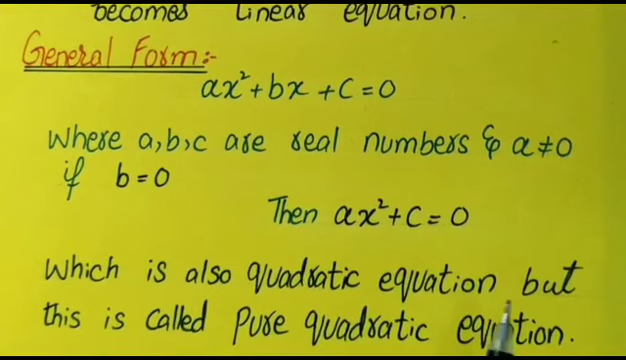 becomes linear equation.
General Form:-
ax²+bx+c=0
Where a,b,c are real numbers & a≠0
if b=0
Then ax²+c=0
Which is also quadratic equation but
this is called Pure quadratic equation.